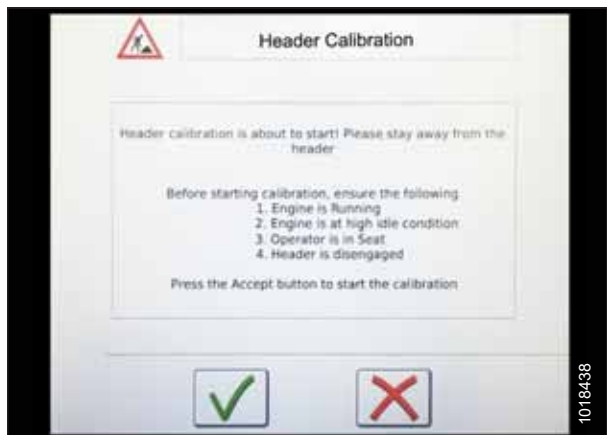 Header Calibration
Header calibration is about to start! Please stay away from the
header
Before starting calibration, ensure the following
1. Engine is Running
2. Engine is at high idle condition
3. Operator is in Seat
4. Header is disengaged
Press the Accept button to start the calibration
1018438